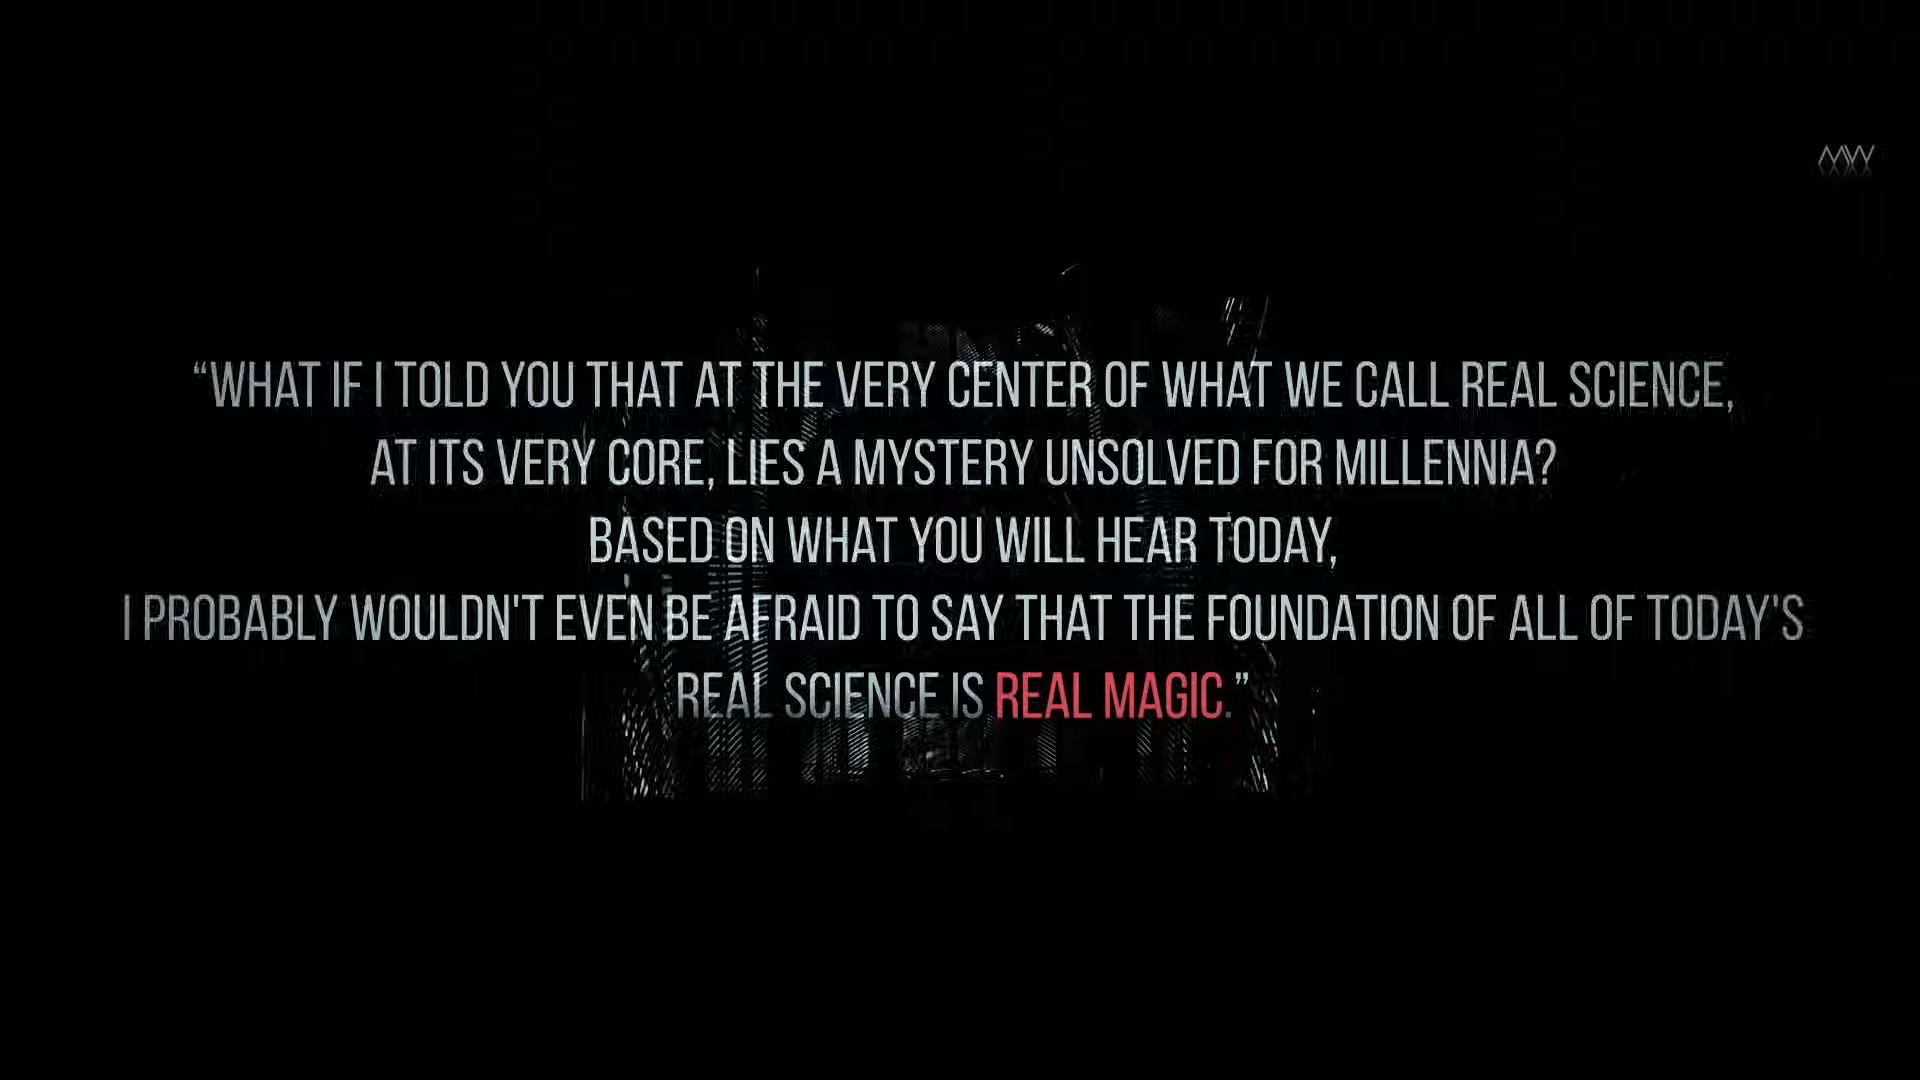 MW
“WHAT IF I TOLD YOU THAT AT THE VERY CENTER OF WHAT WE CALL REAL SCIENCE,
AT ITS VERY CORE, LIES A MYSTERY UNSOLVED FOR MILLENNIA?
BASED ON WHAT YOU WILL HEAR TODAY,
I PROBABLY WOULDN'T EVEN BE AFRAID TO SAY THAT THE FOUNDATION OF ALL OF TODAY'S
REAL SCIENCE IS REAL MAGIC.”